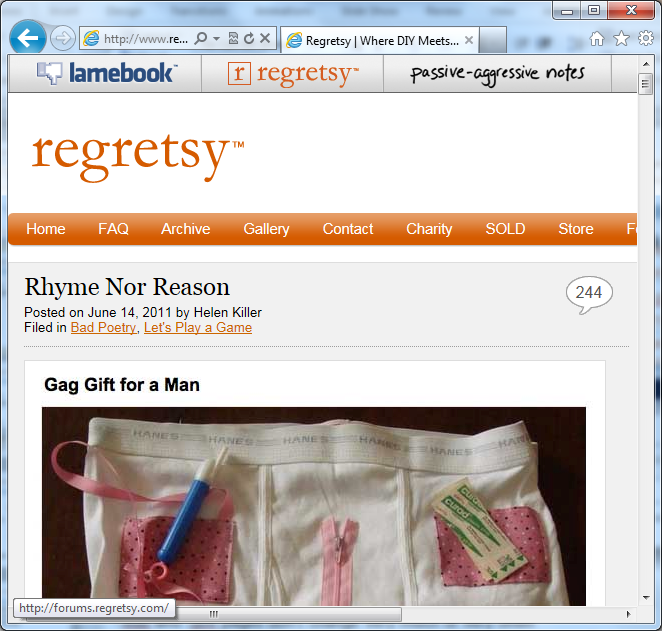 http://www.re...
Regretsy | Where DIY Meets...
lamebook™
r regretsy™
passive-aggressive notes
regretsy™
Home FAQ Archive Gallery Contact Charity SOLD Store
Rhyme Nor Reason
244
Posted on June 14, 2011 by Helen Killer
Filed in Bad Poetry, Let's Play a Game
Gag Gift for a Man
HANES HANES HANES HANES HANES
curad
curad
http://forums.regretsy.com/